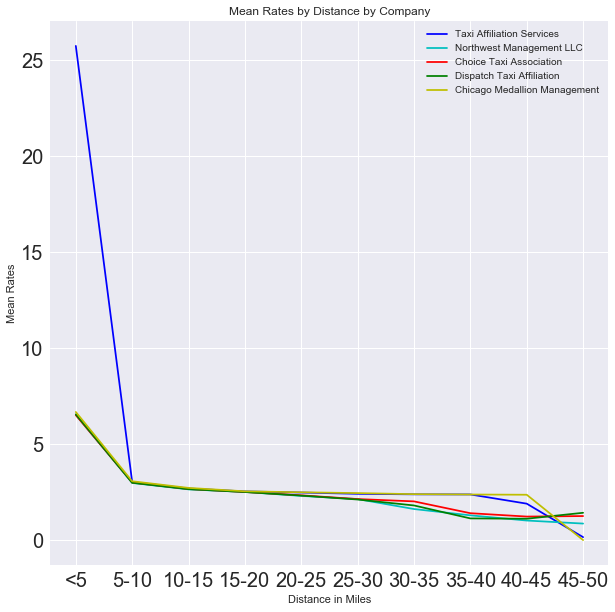 Mean Rates by Distance by Company
Taxi Affiliation Services
Northwest Management LLC
Choice Taxi Association
Dispatch Taxi Affiliation
Chicago Medallion Management
Mean Rates
25
20
15
10
5
0
<5 5-10 10-15 15-20 20-25 25-30 30-35 35-40 40-45 45-50
Distance in Miles